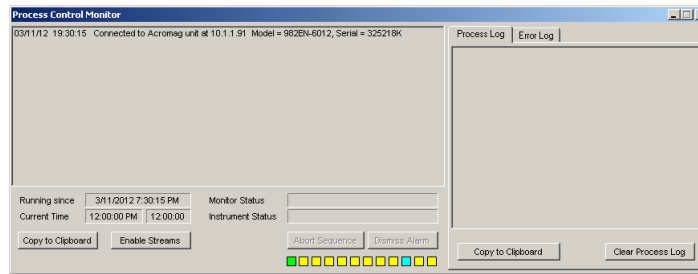 Process Control Monitor
03/11/12 19:30:15 Connected to Acromag unit at 10.1.1.91 Model = 982EN-6012, Serial = 325218K
Process Log Error Log
Running since 3/11/2012 7:30:15 PM Monitor Status
Current Time 12:00:00 PM 12:00:00 Instrument Status
Copy to Clipboard Enable Streams Abort Sequence Dismiss Alarm
Copy to Clipboard Clear Process Log